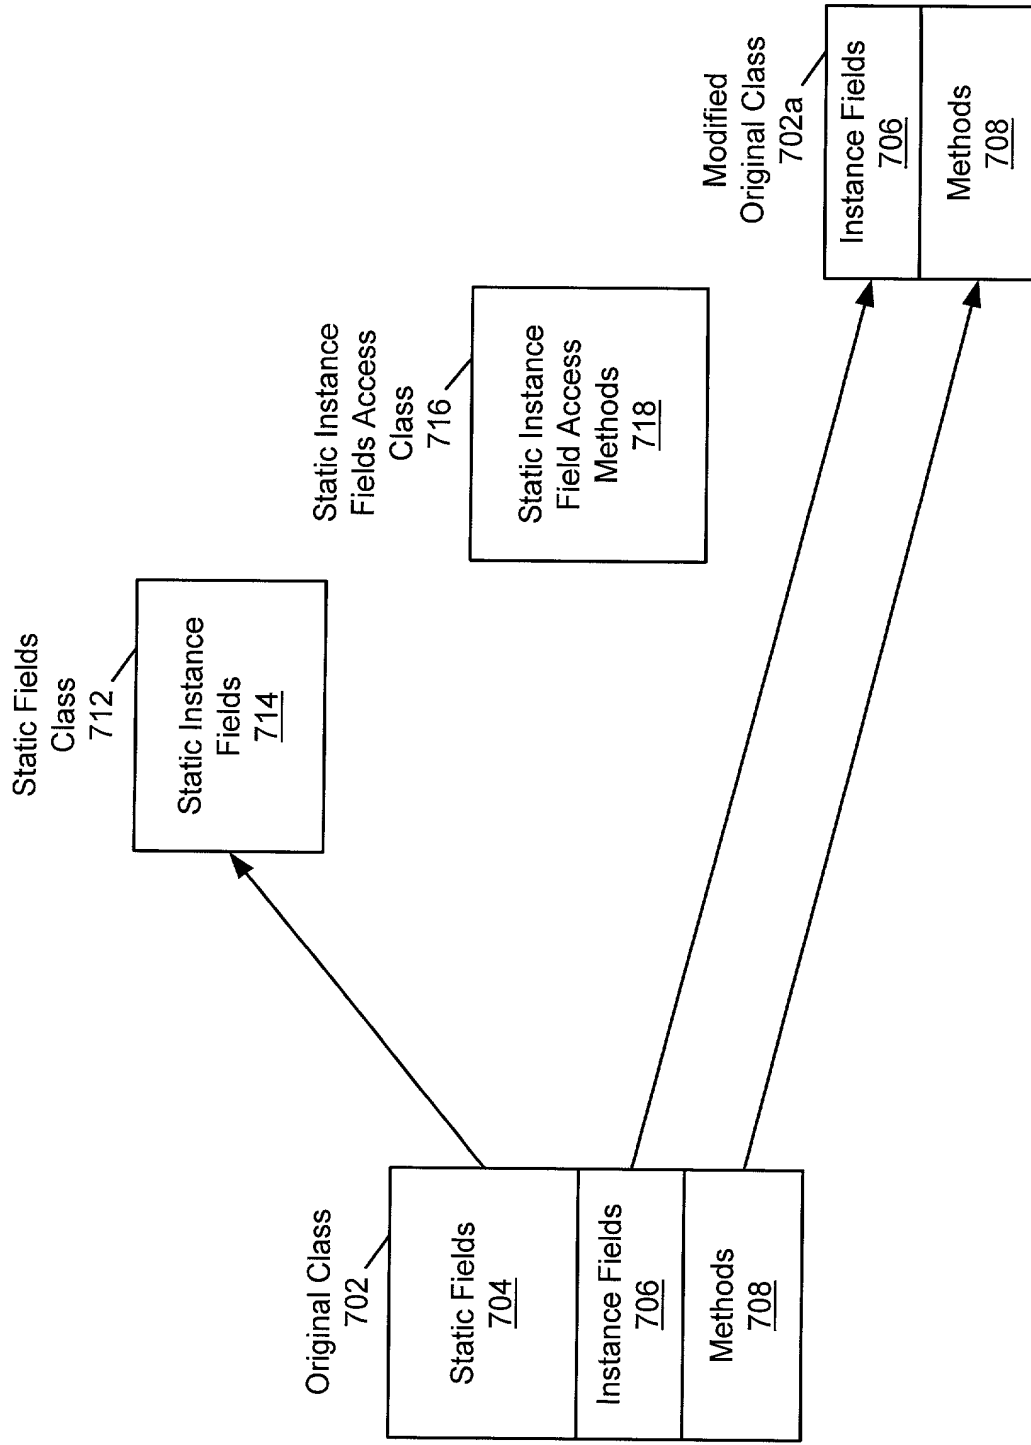 Original Class
702
Static Fields
704
Instance Fields
706
Methods
708
Static Fields
Class
712
Static Instance
Fields
714
Static Instance
Fields Access
Class
716
Static Instance
Field Access
Methods
718
Modified
Original Class
702a
Instance Fields
706
Methods
708